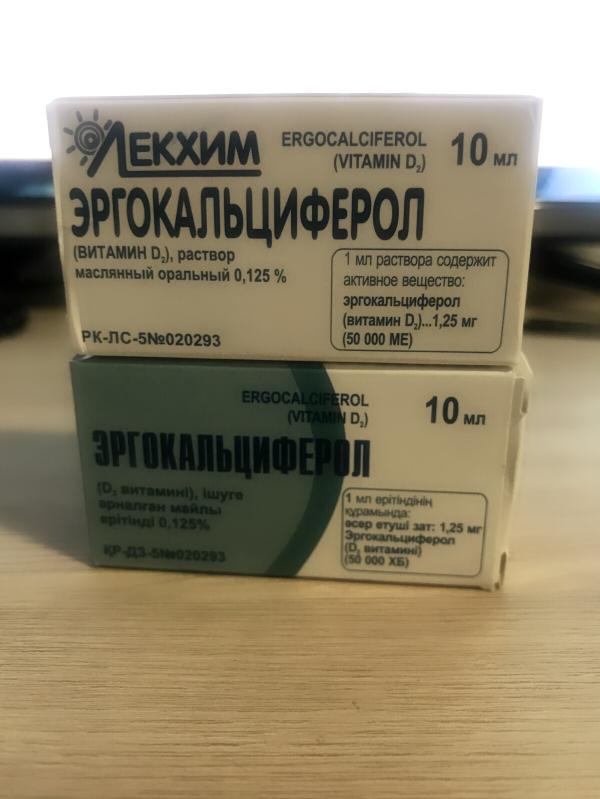 ЛЕКХИМ
ERGOCALCIFEROL
(VITAMIN D₂)
10 мл
ЭРГОКАЛЬЦИФЕРОЛ
(ВИТАМИН D₂), раствор
маслянный оральный 0,125 %
1 мл раствора содержит
активное вещество:
эргокальциферол
(витамин D₂)...1,25 мг
(50 000 МЕ)
РК-ЛС-5№020293
ERGOCALCIFEROL
(VITAMIN D₂)
10 мл
ЭРГОКАЛЬЦИФЕРОЛ
(D₂ витамині), ішуге
арналған майлы
ерітінді 0,125%
1 мл ерітіндінің
құрамында:
әсер етуші зат: 1,25 мг
Эргокальциферол
(D₂ витамині)
(50 000 ХБ)
ҚР-ДЗ-5№020293